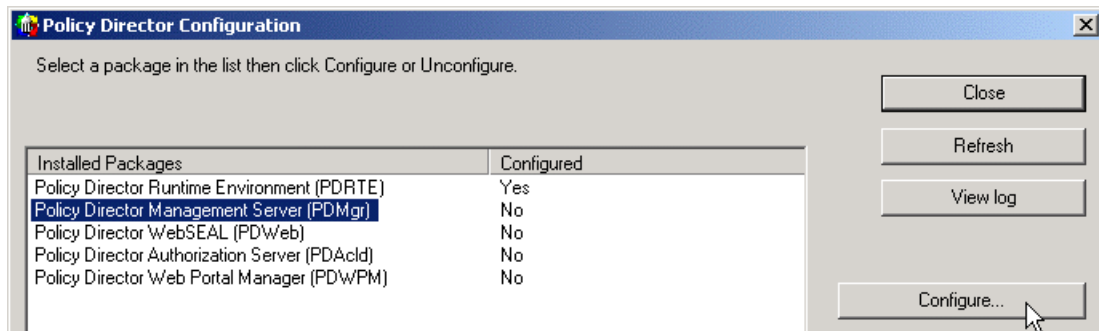 Policy Director Configuration
Select a package in the list then click Configure or Unconfigure.
Close
Refresh
View log
Installed Packages Configured
Policy Director Runtime Environment (PDRTE) Yes
Policy Director Management Server (PDMgr) No
Policy Director WebSEAL (PDWeb) No
Policy Director Authorization Server (PDAcld) No
Policy Director Web Portal Manager (PDWPM) No
Configure...